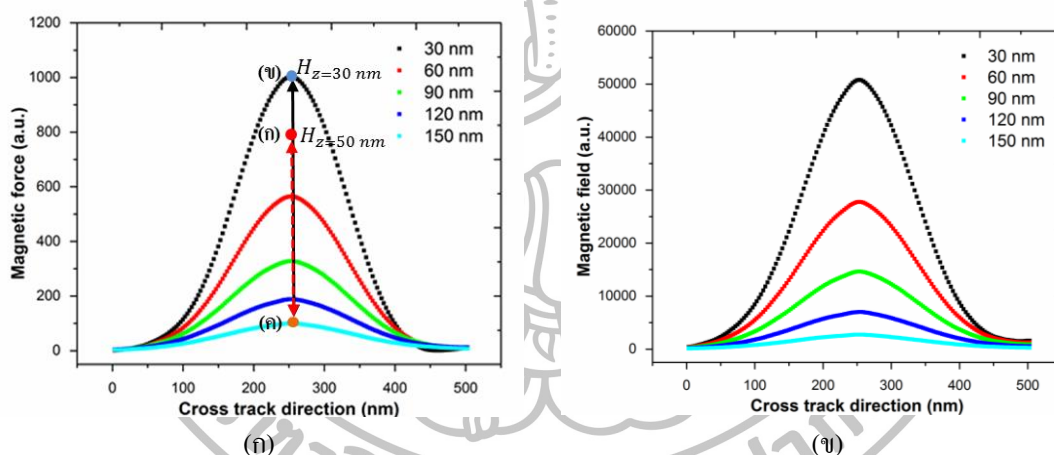 1200
1000
800
600
400
200
0
Magnetic force (a.u.)
30 nm
60 nm
90 nm
120 nm
150 nm
(ข) H_{z=30 nm}
(ก) H_{z=50 nm}
(ค)
0 100 200 300 400 500
Cross track direction (nm)
(ก)
60000
50000
40000
30000
20000
10000
0
Magnetic field (a.u.)
30 nm
60 nm
90 nm
120 nm
150 nm
0 100 200 300 400 500
Cross track direction (nm)
(ข)